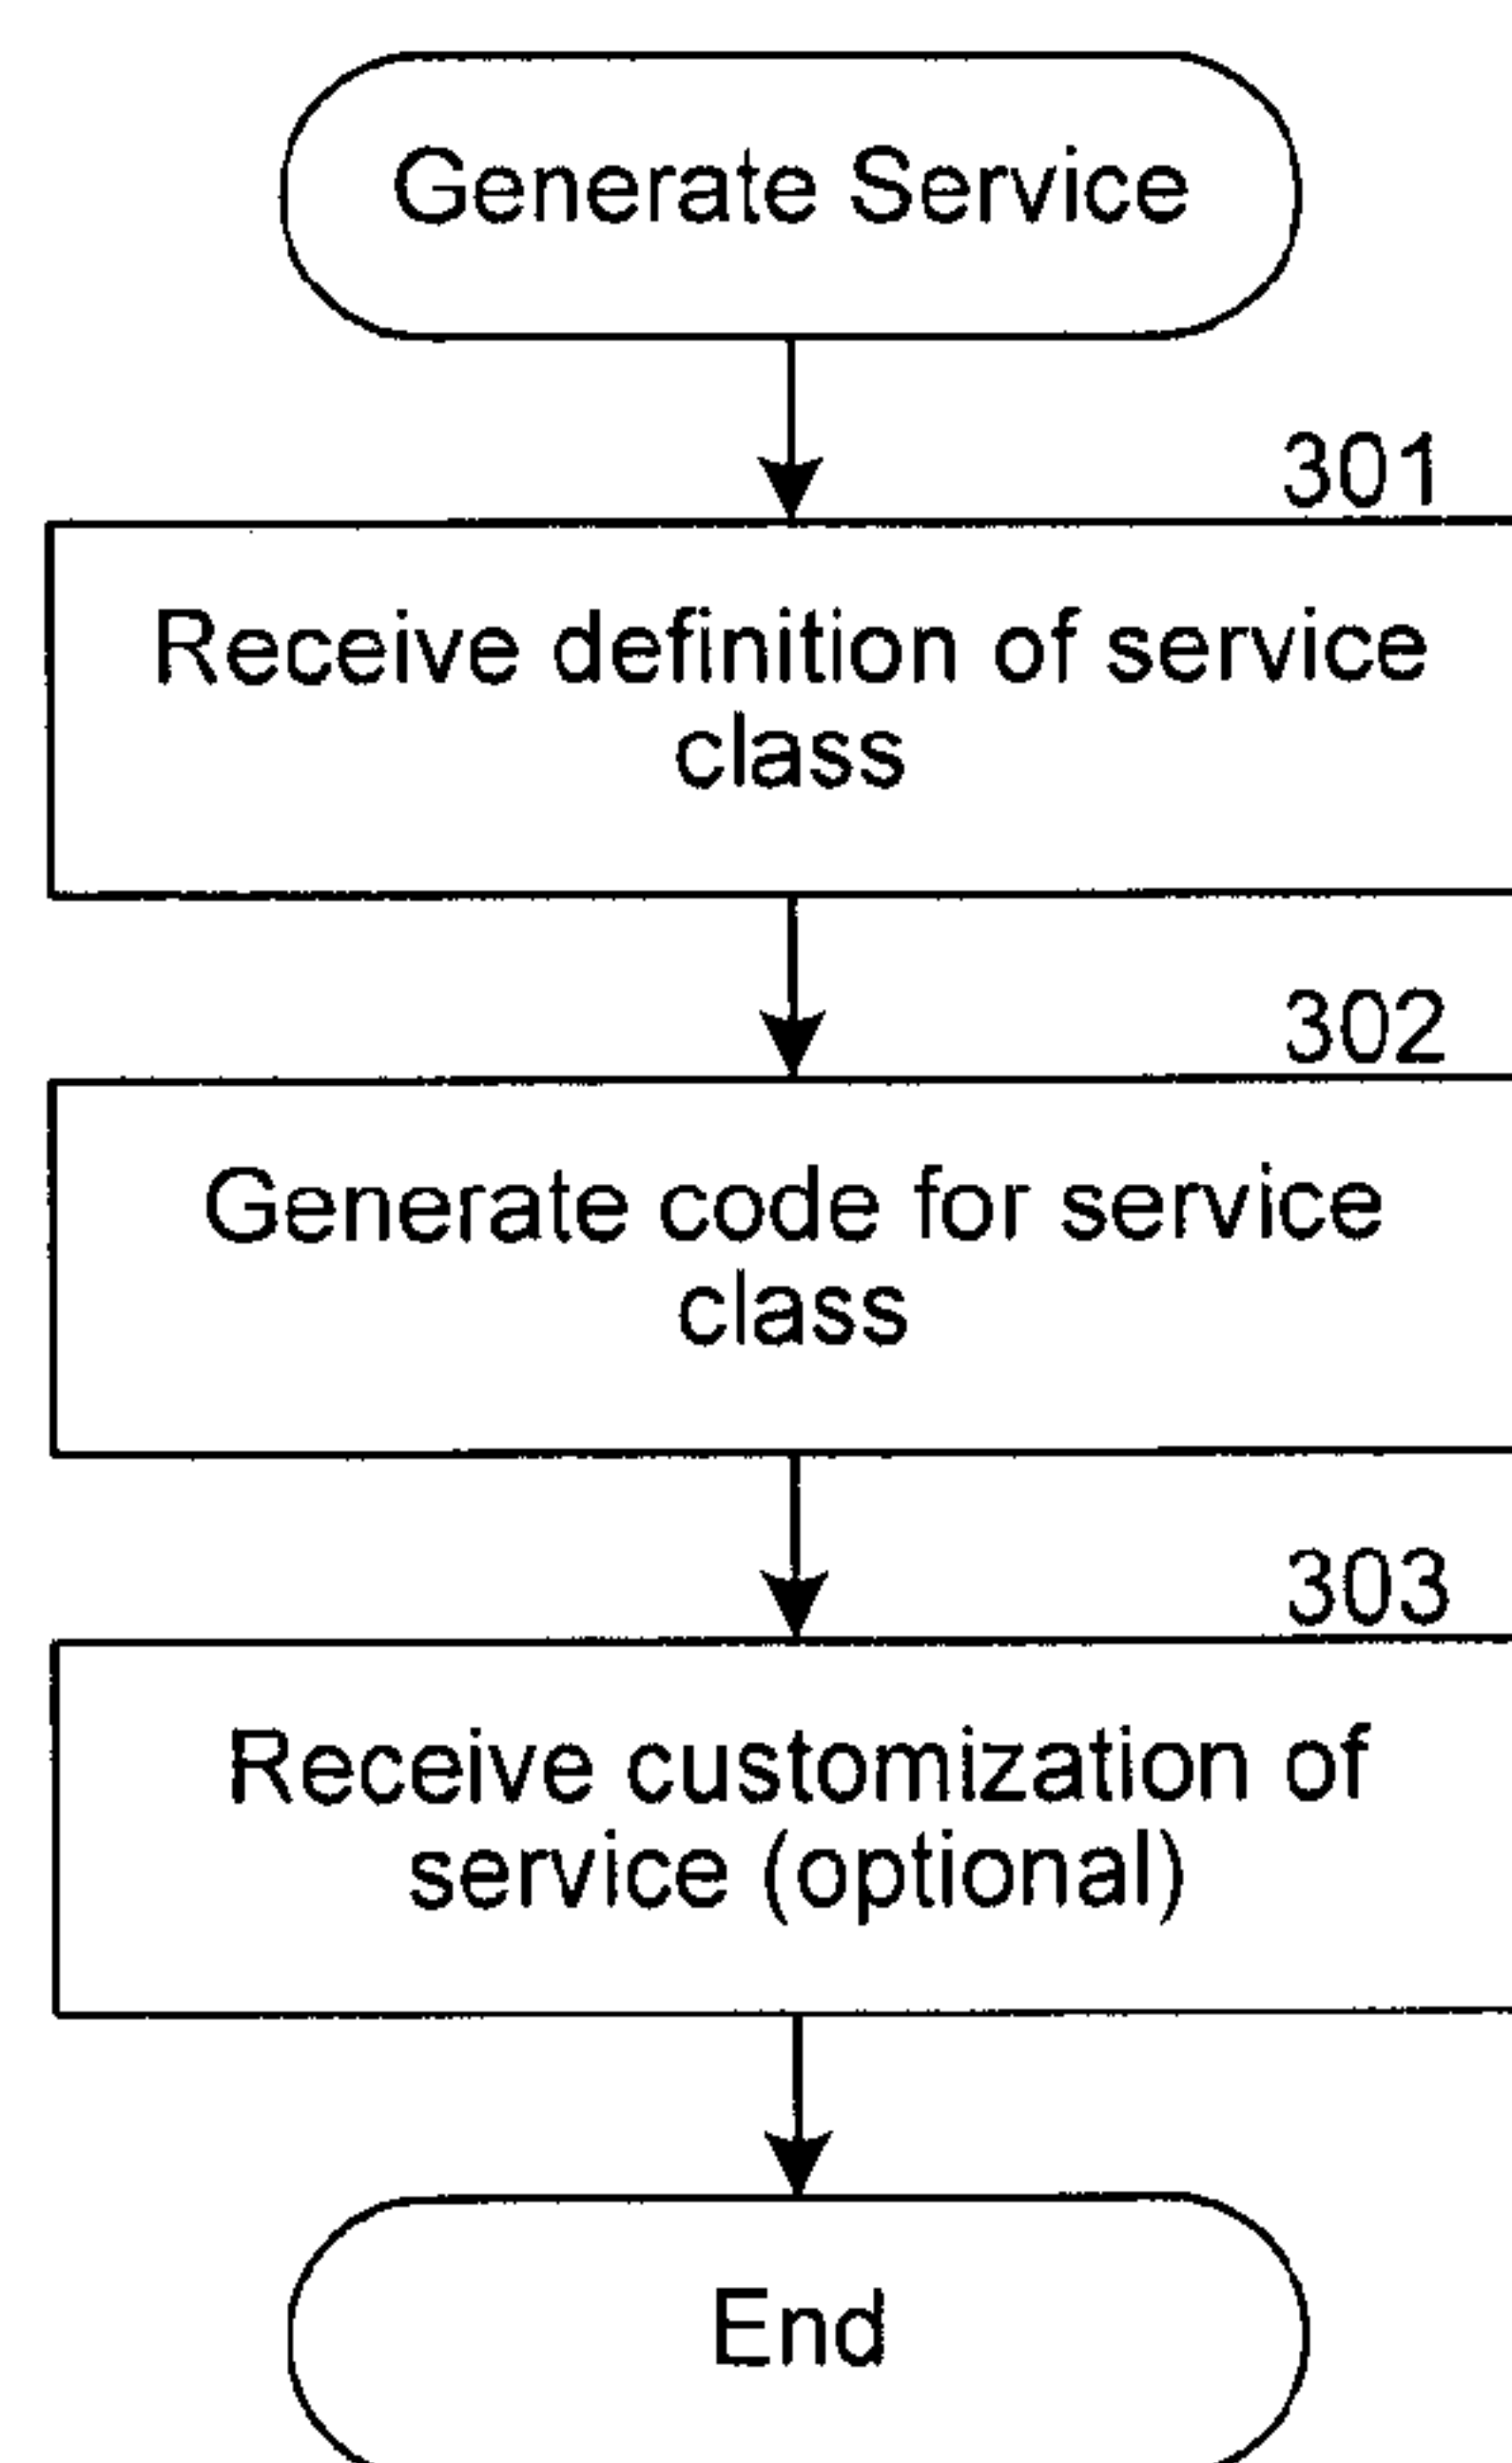 Generate Service
301
Receive definition of service
class
302
Generate code for service
class
303
Receive customization of
service (optional)
End